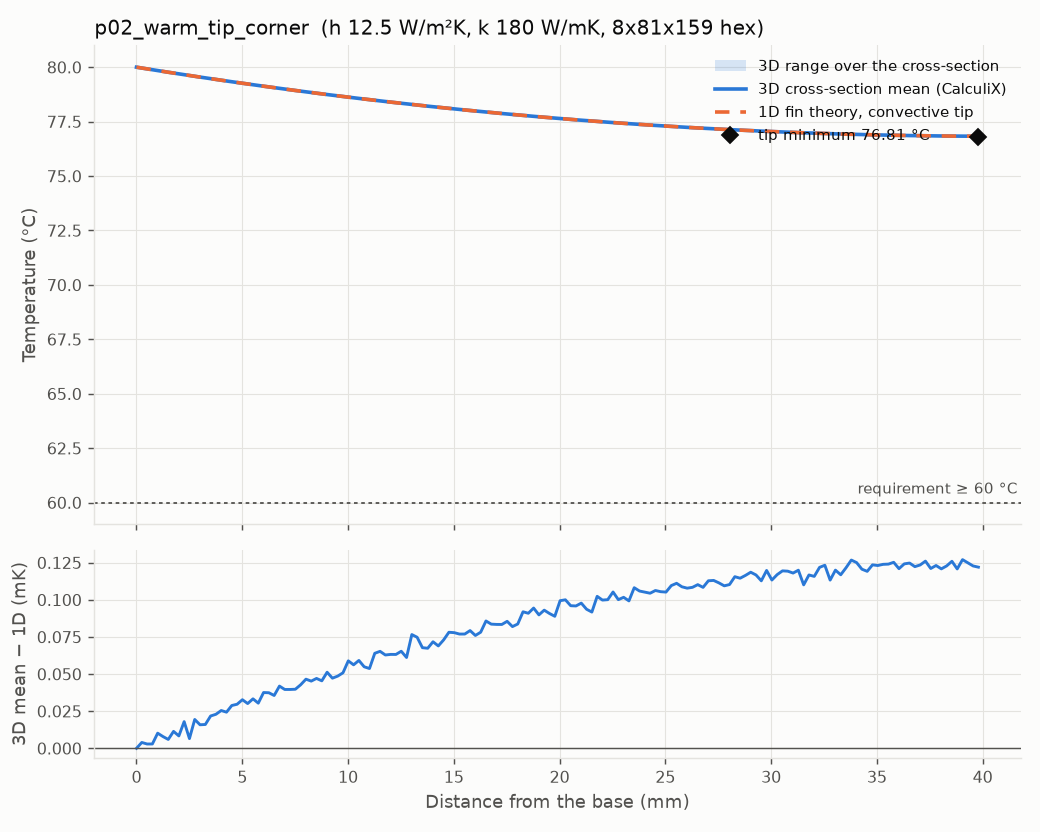 p02_warm_tip_corner (h 12.5 W/m²K, k 180 W/mK, 8x81x159 hex)
3D range over the cross-section
3D cross-section mean (CalculiX)
1D fin theory, convective tip
tip minimum 76.81 °C
Temperature (°C)
80.0
77.5
75.0
72.5
70.0
67.5
65.0
62.5
60.0
requirement ≥ 60 °C
3D mean − 1D (mK)
0.125
0.100
0.075
0.050
0.025
0.000
0 5 10 15 20 25 30 35 40
Distance from the base (mm)